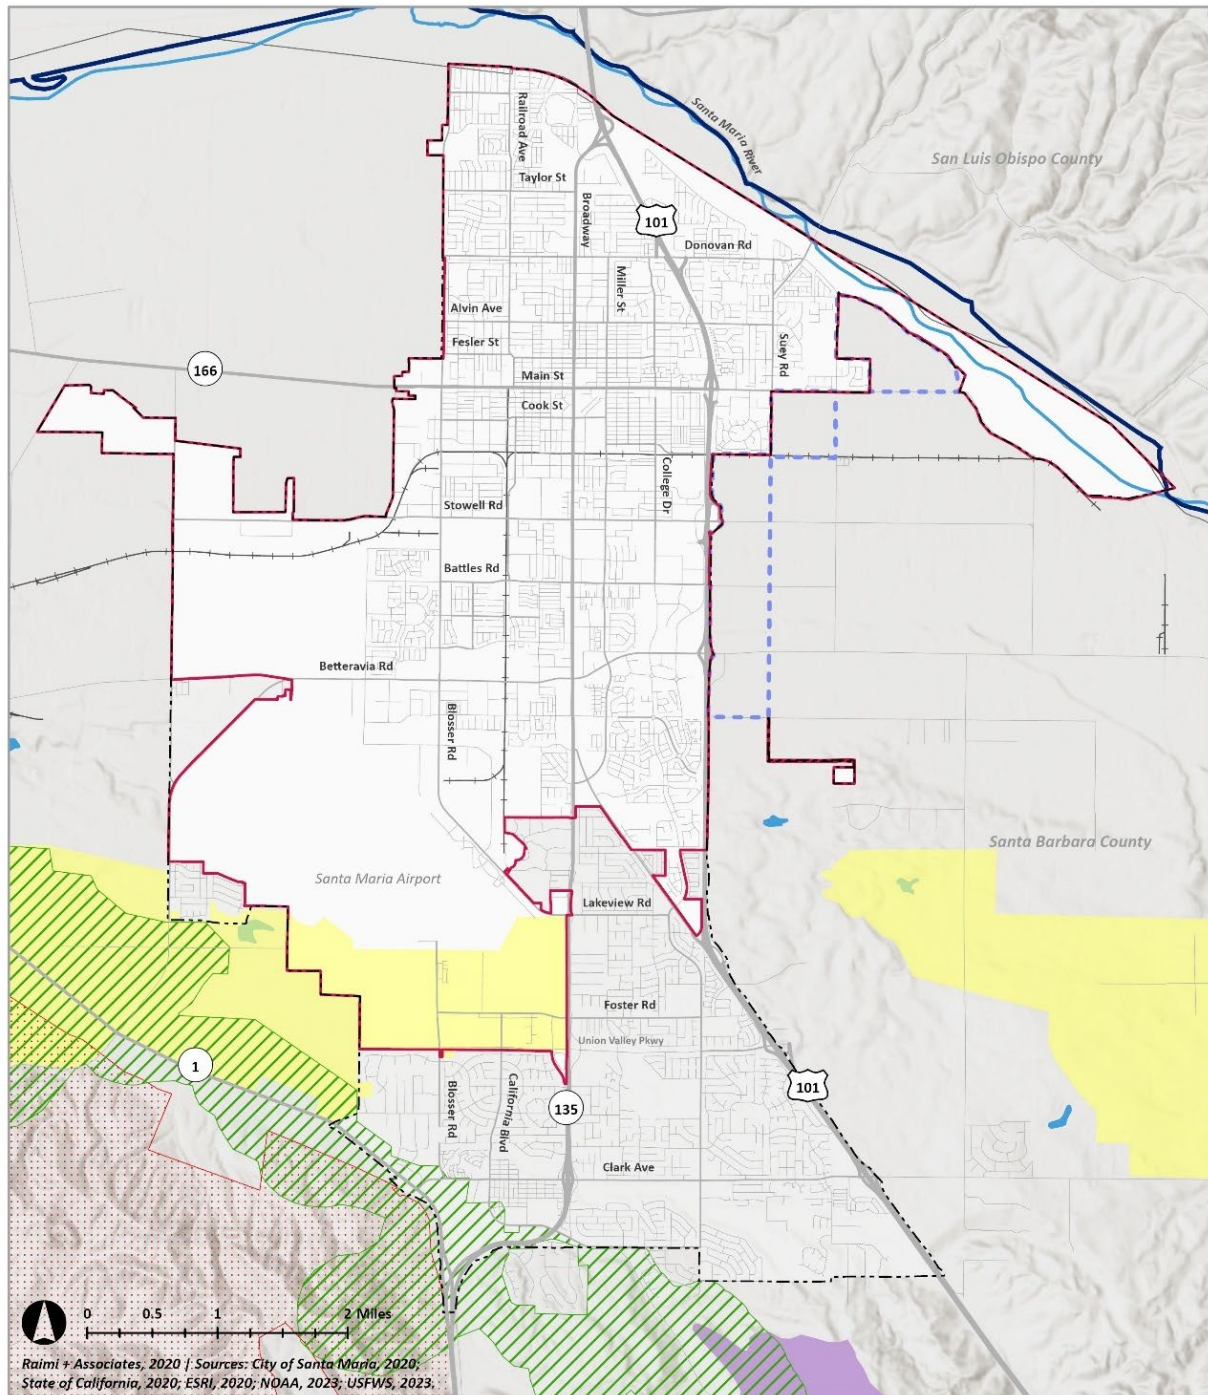 Santa Maria River
San Luis Obispo County
Railroad Ave
Taylor St
Broadway
101
Donovan Rd
Miller St
Alvin Ave
Fesler St
Suey Rd
166
Main St
Cook St
College Dr
Stowell Rd
Battles Rd
Betteravia Rd
Blosser Rd
Santa Barbara County
Santa Maria Airport
Lakeview Rd
Foster Rd
Union Valley Pkwy
1
Blosser Rd
California Blvd
135
101
Clark Ave
0 0.5 1 2 Miles
Raimi + Associates, 2020 | Sources: City of Santa Maria, 2020;
State of California, 2020; ESRI, 2020; NOAA, 2023; USFWS, 2023.